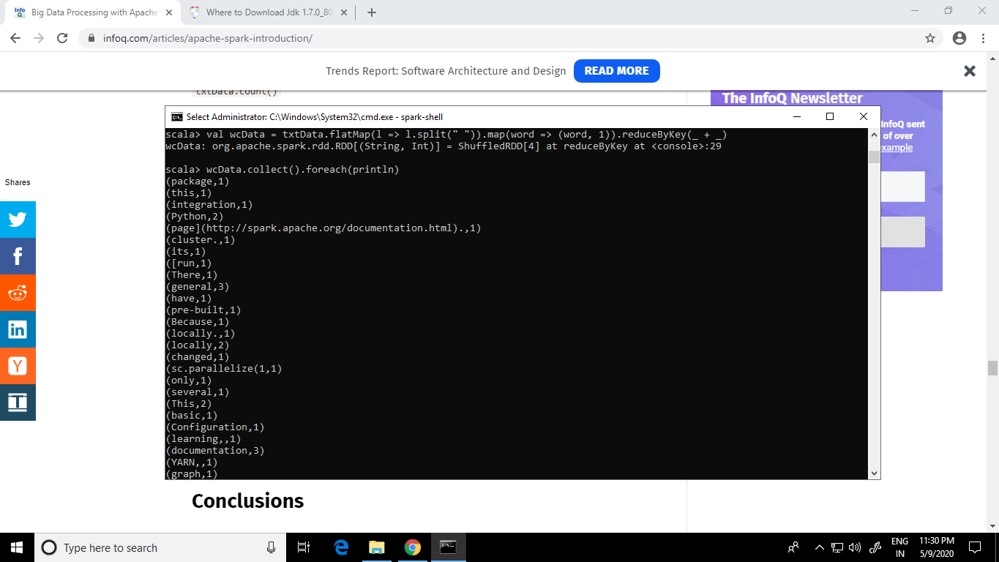 Big Data Processing with Apache
Where to Download Jdk 1.7.0_80
infoq.com/articles/apache-spark-introduction/
Trends Report: Software Architecture and Design READ MORE
txtData.count()
The InfoQ Newsletter
InfoQ sent
of over
example
Shares
Select Administrator: C:\Windows\System32\cmd.exe - spark-shell
scala> val wcData = txtData.flatMap(l => l.split(" ")).map(word => (word, 1)).reduceByKey(_ + _)
wcData: org.apache.spark.rdd.RDD[(String, Int)] = ShuffledRDD[4] at reduceByKey at <console>:29
scala> wcData.collect().foreach(println)
(package,1)
(this,1)
(integration,1)
(Python,2)
(page](http://spark.apache.org/documentation.html).,1)
(cluster.,1)
(its,1)
([run,1)
(There,1)
(general,3)
(have,1)
(pre-built,1)
(Because,1)
(locally.,1)
(locally,2)
(changed,1)
(sc.parallelize(1,1)
(only,1)
(several,1)
(This,2)
(basic,1)
(Configuration,1)
(learning,,1)
(documentation,3)
(YARN,,1)
(graph,1)
Conclusions
Type here to search
ENG
IN
11:30 PM
5/9/2020